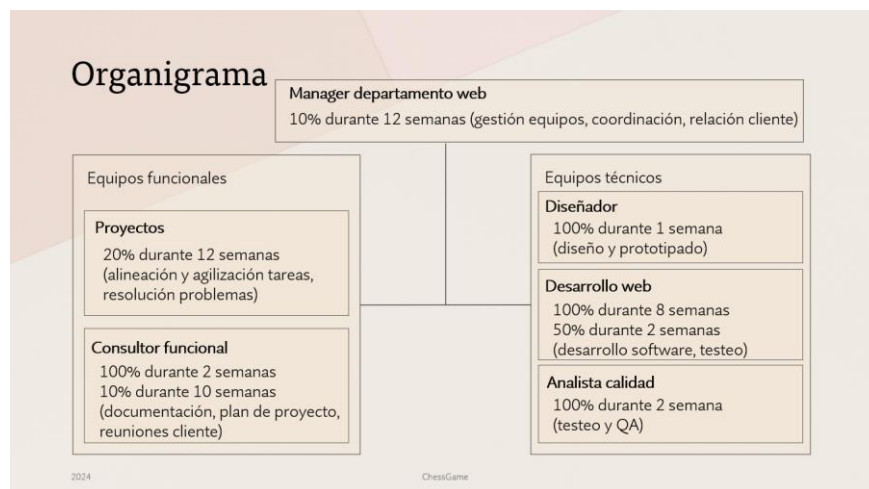 Organigrama
Manager departamento web
10% durante 12 semanas (gestión equipos, coordinación, relación cliente)
Equipos funcionales
Proyectos
20% durante 12 semanas
(alineación y agilización tareas,
resolución problemas)
Consultor funcional
100% durante 2 semanas
10% durante 10 semanas
(documentación, plan de proyecto,
reuniones cliente)
Equipos técnicos
Diseñador
100% durante 1 semana
(diseño y prototipado)
Desarrollo web
100% durante 8 semanas
50% durante 2 semanas
(desarrollo software, testeo)
Analista calidad
100% durante 2 semana
(testeo y QA)
2024
ChessGame